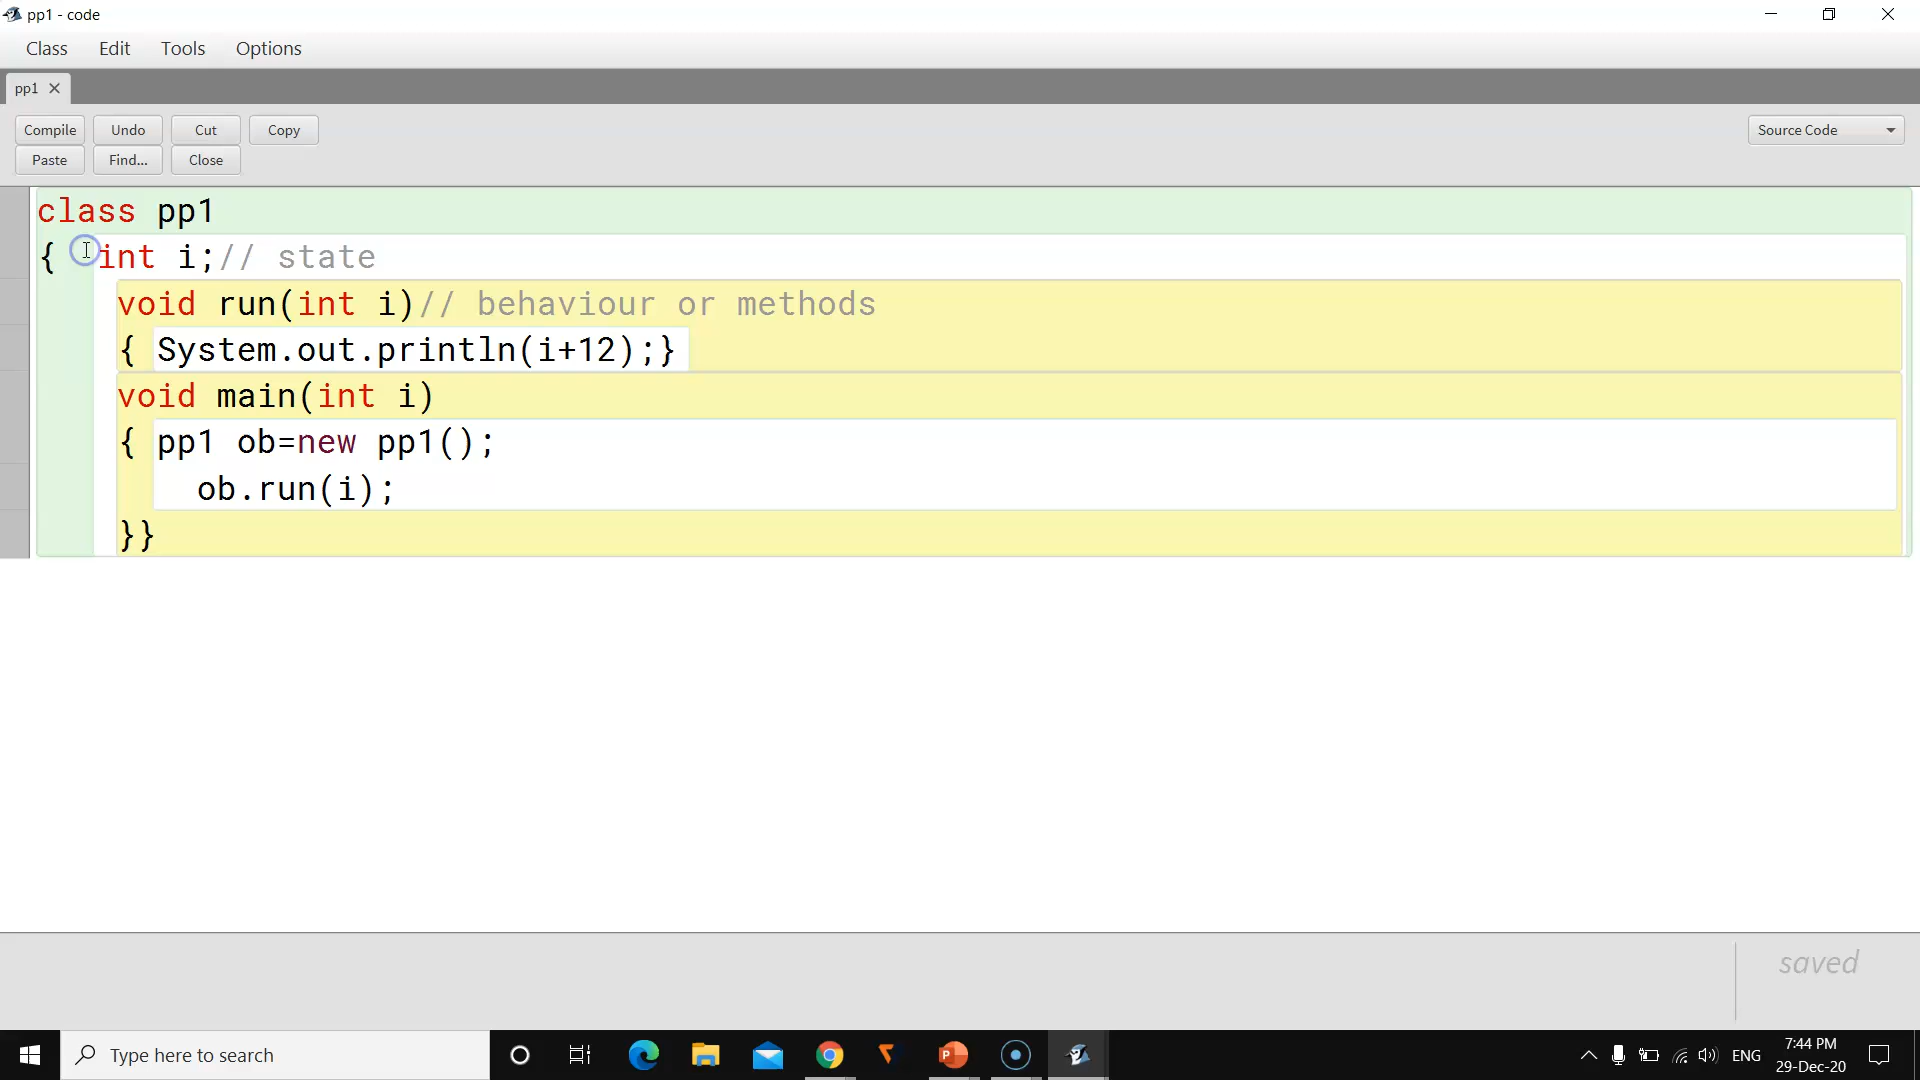 pp1 - code
Class Edit Tools Options
pp1
Compile Undo Cut Copy Source Code
Paste Find... Close
class pp1
{ int i;// state
void run(int i)// behaviour or methods
{ System.out.println(i+12);}
void main(int i)
{ pp1 ob=new pp1();
ob.run(i);
}}
saved
Type here to search
P
ENG
7:44 PM
29-Dec-20